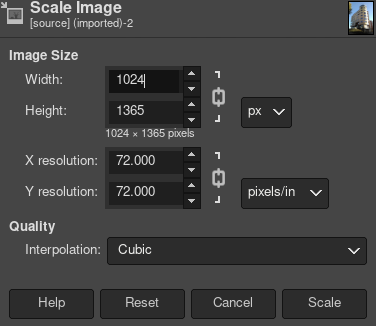 Scale Image
[source] (imported)-2
Image Size
Width: 1024
Height: 1365 px
1024 × 1365 pixels
X resolution: 72.000
Y resolution: 72.000 pixels/in
Quality
Interpolation: Cubic
Help Reset Cancel Scale